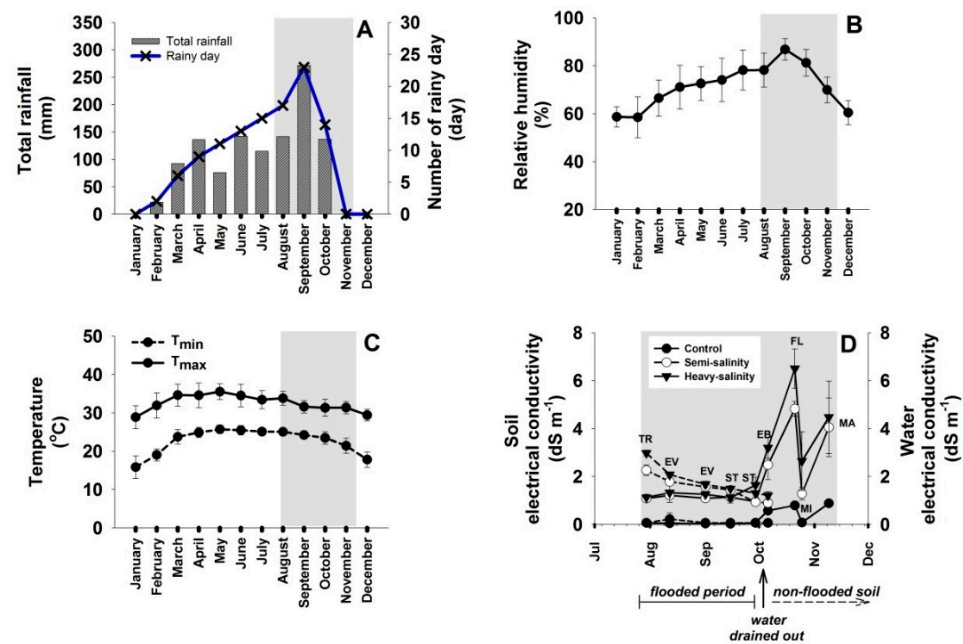 A
Total rainfall
(mm)
350
300
250
200
150
100
50
0
Total rainfall
Rainy day
30
25
20
15
10
5
0
Number of rainy day
(day)
January
February
March
April
May
June
July
August
September
October
November
December
B
Relative humidity
(%)
100
80
60
40
20
January
February
March
April
May
June
July
August
September
October
November
December
C
Temperature
(°C)
50
40
30
20
10
0
Tmin
Tmax
January
February
March
April
May
June
July
August
September
October
November
December
D
Soil
electrical conductivity
(dS m-1)
8
6
4
2
0
Control
Semi-salinity
Heavy-salinity
TR
EV
EV
ST
ST
EB
FL
MI
MA
8
6
4
2
0
Water
electrical conductivity
(dS m-1)
Jul
Aug
Sep
Oct
Nov
Dec
flooded period
non-flooded soil
water
drained out